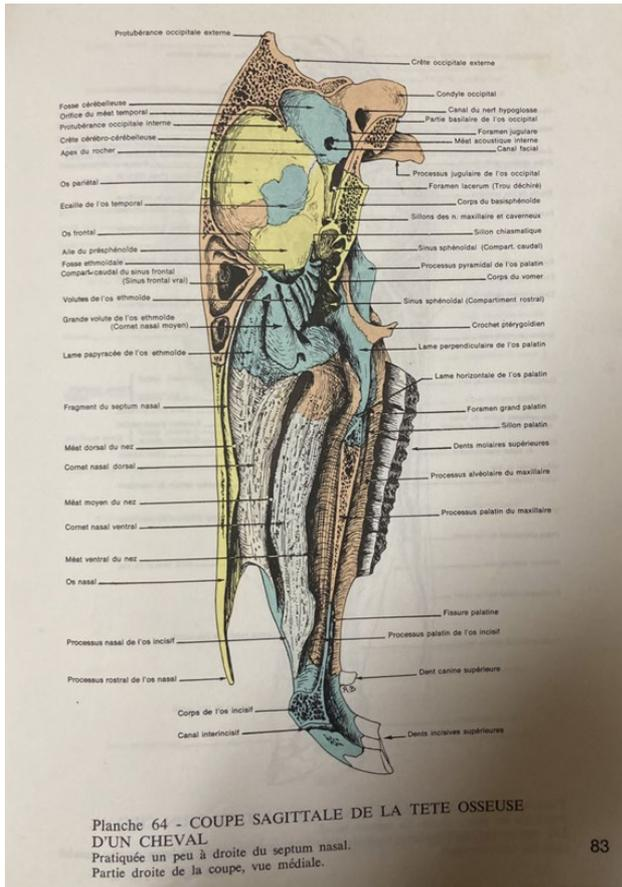 Protubérance occipitale externe
Crête occipitale externe
Condyle occipital
Fosse cérébelleuse
Orifice du méat temporal
Protubérance occipitale interne
Crête cérébro-cérébelleuse
Apex du rocher
Canal du nerf hypoglosse
Partie basilaire de l'os occipital
Foramen jugulaire
Méat acoustique interne
Canal facial
Processus jugulaire de l'os occipital
Foramen lacerum (Trou déchiré)
Os pariétal
Ecaille de l'os temporal
Corps du basisphénoïde
Sillons des n. maxillaire et caverneux
Os frontal
Sillon chiasmatique
Aile du présphénoïde
Sinus sphénoïdal (Compart. caudal)
Fosse ethmoïdale
Compart. caudal du sinus frontal
(Sinus frontal vrai)
Processus pyramidal de l'os palatin
Corps du vomer
Volutes de l'os ethmoïde
Sinus sphénoïdal (Compartiment rostral)
Grande volute de l'os ethmoïde
(Cornet nasal moyen)
Crochet ptérygoïdien
Lame papyracée de l'os ethmoïde
Lame perpendiculaire de l'os palatin
Lame horizontale de l'os palatin
Fragment du septum nasal
Foramen grand palatin
Sillon palatin
Méat dorsal du nez
Dents molaires supérieures
Cornet nasal dorsal
Processus alvéolaire du maxillaire
Méat moyen du nez
Processus palatin du maxillaire
Cornet nasal ventral
Méat ventral du nez
Os nasal
Fissure palatine
Processus nasal de l'os incisif
Processus palatin de l'os incisif
Processus rostral de l'os nasal
Dent canine supérieure
RB
Corps de l'os incisif
Canal interincisif
Dents incisives supérieures
Planche 64 - COUPE SAGITTALE DE LA TETE OSSEUSE
D'UN CHEVAL
Pratiquée un peu à droite du septum nasal.
Partie droite de la coupe, vue médiale.
83